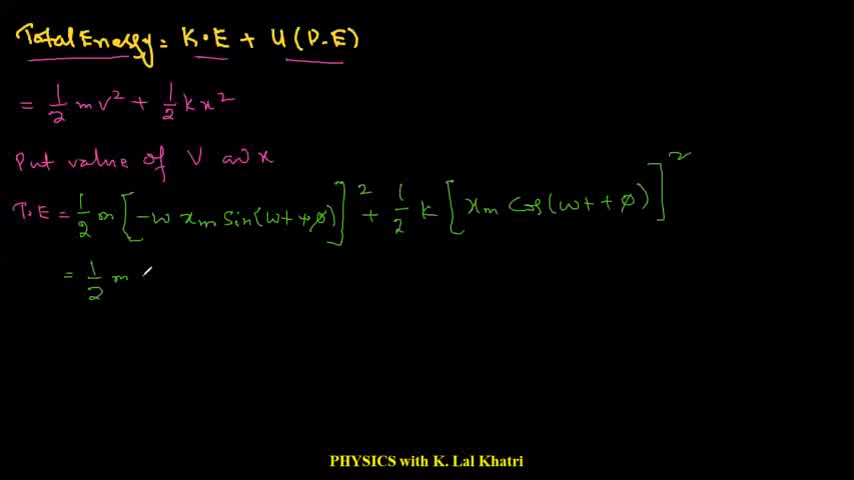 Total Energy = K.E + U (P.E)
= 1/2 mv² + 1/2 kx²
Put value of V and x
T.E = 1/2 m [-ω xₘ Sin(ωt + φ)]² + 1/2 k [xₘ Cos(ωt + φ)]²
= 1/2 m
PHYSICS with K. Lal Khatri